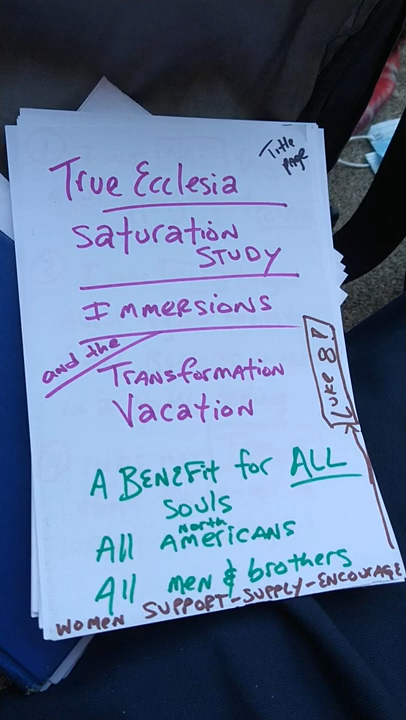 Title
page
True Ecclesia
saturation
STUDY
Immersions
and the
Transformation
Vacation
A Benefit for ALL
souls
North
All Americans
All men & brothers
WOMEN SUPPORT-SUPPLY-ENCOURAGE
Luke 8!